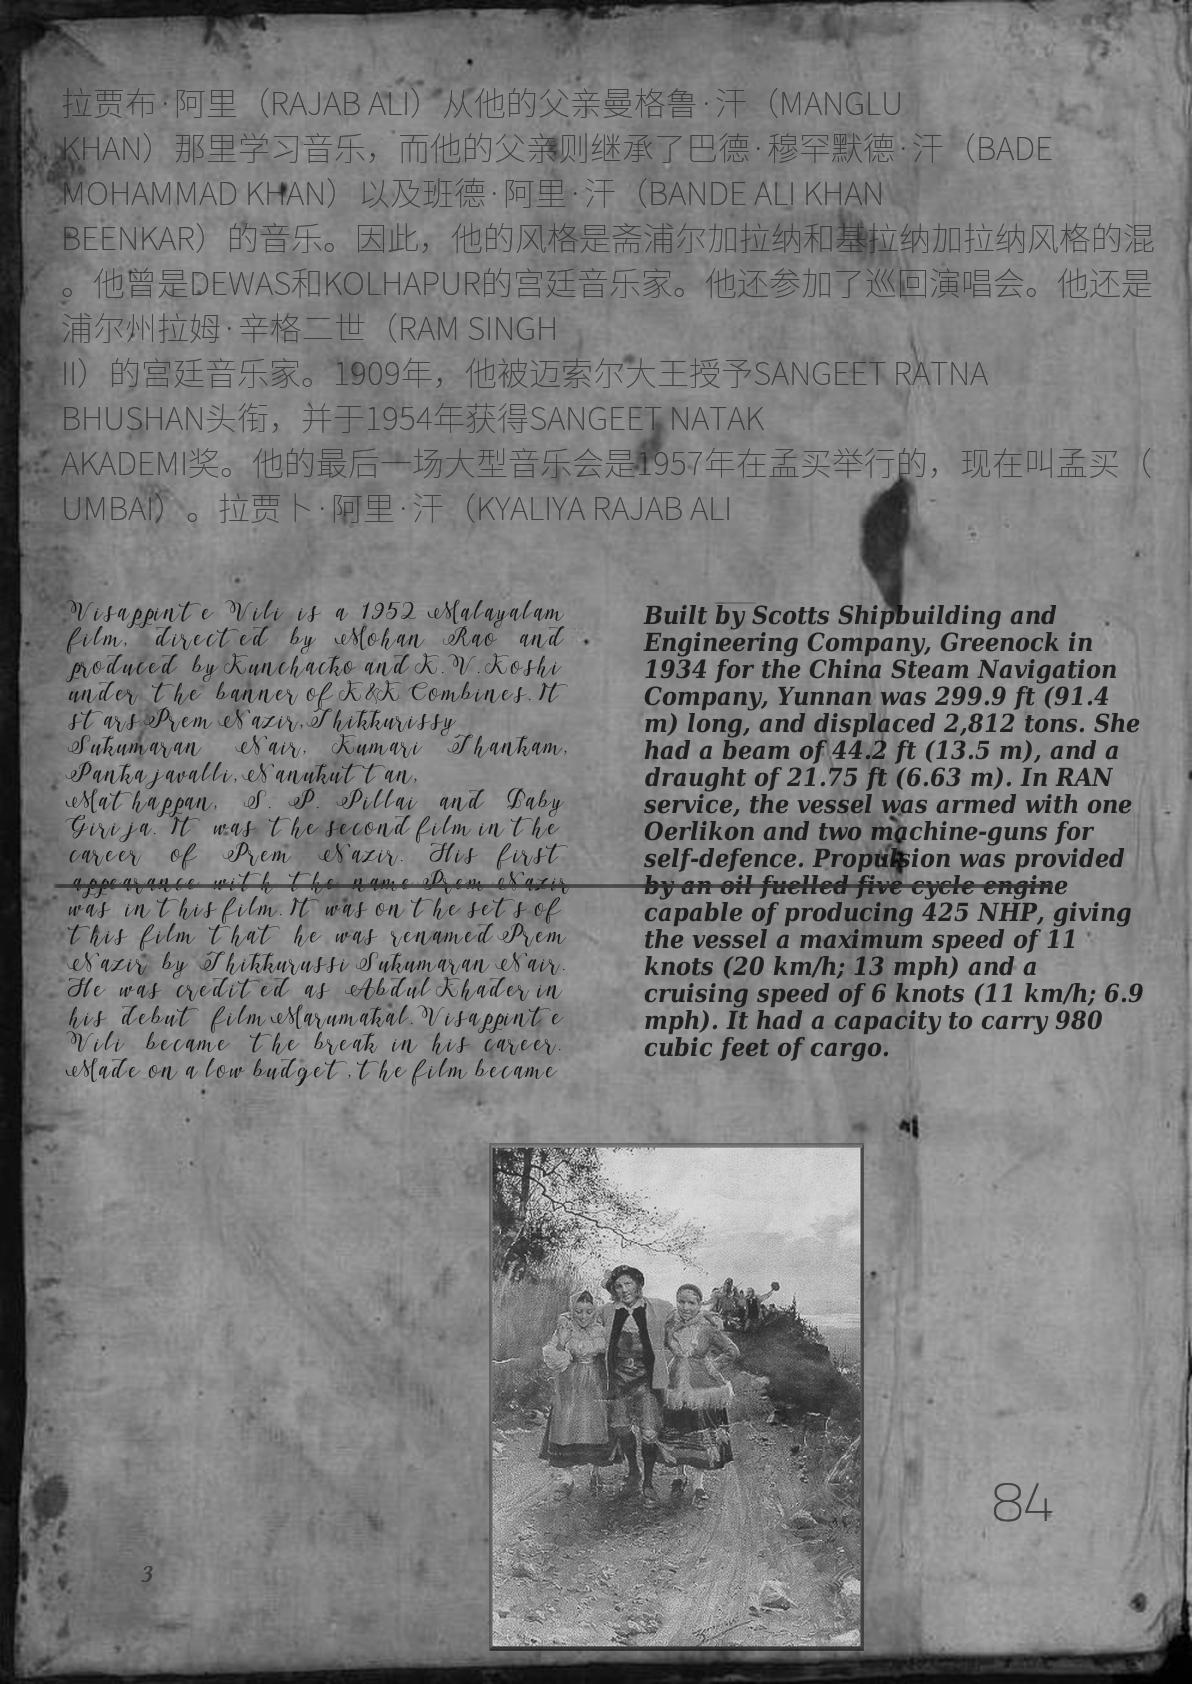 拉贾布·阿里（RAJAB ALI）从他的父亲曼格鲁·汗（MANGLU
KHAN）那里学习音乐，而他的父亲则继承了巴德·穆罕默德·汗（BADE
MOHAMMAD KHAN）以及班德·阿里·汗（BANDE ALI KHAN
BEENKAR）的音乐。因此，他的风格是斋浦尔加拉纳和基拉纳加拉纳风格的混
。他曾是DEWAS和KOLHAPUR的宫廷音乐家。他还参加了巡回演唱会。他还是
浦尔州拉姆·辛格二世（RAM SINGH
II）的宫廷音乐家。1909年，他被迈索尔大王授予SANGEET RATNA
BHUSHAN头衔，并于1954年获得SANGEET NATAK
AKADEMI奖。他的最后一场大型音乐会是1957年在孟买举行的，现在叫孟买（
UMBAI）。拉贾卜·阿里·汗（KYALIYA RAJAB ALI
Visappinte Vili is a 1952 Malayalam
film, directed by Mohan Rao and
produced by Kunchacko and K. V. Koshi
under the banner of K&K Combines. It
stars Prem Nazir, Thikkurissy
Sukumaran Nair, Kumari Thankam,
Pankajavalli, Nanukuttan,
Mathappan, S. P. Pillai and Baby
Girija. It was the second film in the
career of Prem Nazir. His first
appearance with the name Prem Nazir
was in this film. It was on the sets of
this film that he was renamed Prem
Nazir by Thikkurussi Sukumaran Nair.
He was credited as Abdul Khader in
his debut film Marumakal. Visappinte
Vili became the break in his career.
Made on a low budget, the film became
Built by Scotts Shipbuilding and
Engineering Company, Greenock in
1934 for the China Steam Navigation
Company, Yunnan was 299.9 ft (91.4
m) long, and displaced 2,812 tons. She
had a beam of 44.2 ft (13.5 m), and a
draught of 21.75 ft (6.63 m). In RAN
service, the vessel was armed with one
Oerlikon and two machine-guns for
self-defence. Propulsion was provided
by an oil fuelled five cycle engine
capable of producing 425 NHP, giving
the vessel a maximum speed of 11
knots (20 km/h; 13 mph) and a
cruising speed of 6 knots (11 km/h; 6.9
mph). It had a capacity to carry 980
cubic feet of cargo.
84
3